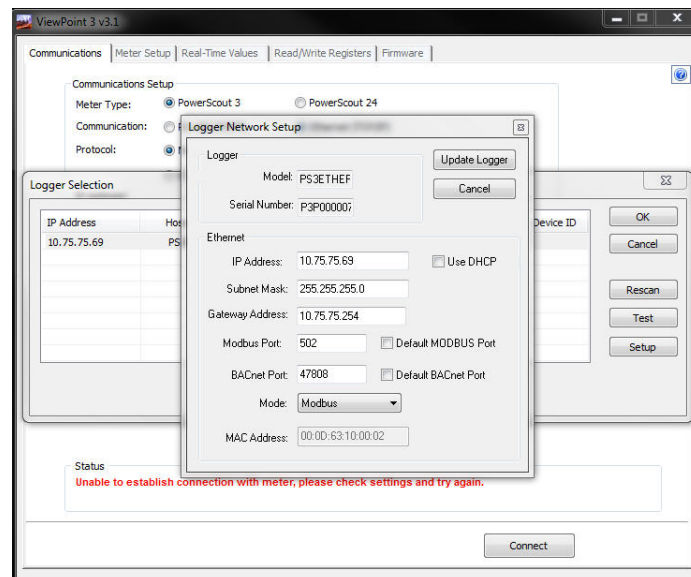 ViewPoint 3 v3.1
Communications Meter Setup Real-Time Values Read/Write Registers Firmware
Communications Setup
Meter Type: PowerScout 3 PowerScout 24
Communication:
Protocol:
Logger Network Setup
Logger
Model: PS3ETHEF
Serial Number: P3P000007
Update Logger
Cancel
Ethernet
IP Address: 10.75.75.69 Use DHCP
Subnet Mask: 255.255.255.0
Gateway Address: 10.75.75.254
Modbus Port: 502 Default MODBUS Port
BACnet Port: 47808 Default BACnet Port
Mode: Modbus
MAC Address: 00:0D:63:10:00:02
Logger Selection
IP Address Hos Device ID
10.75.75.69 PS
OK
Cancel
Rescan
Test
Setup
Status
Unable to establish connection with meter, please check settings and try again.
Connect